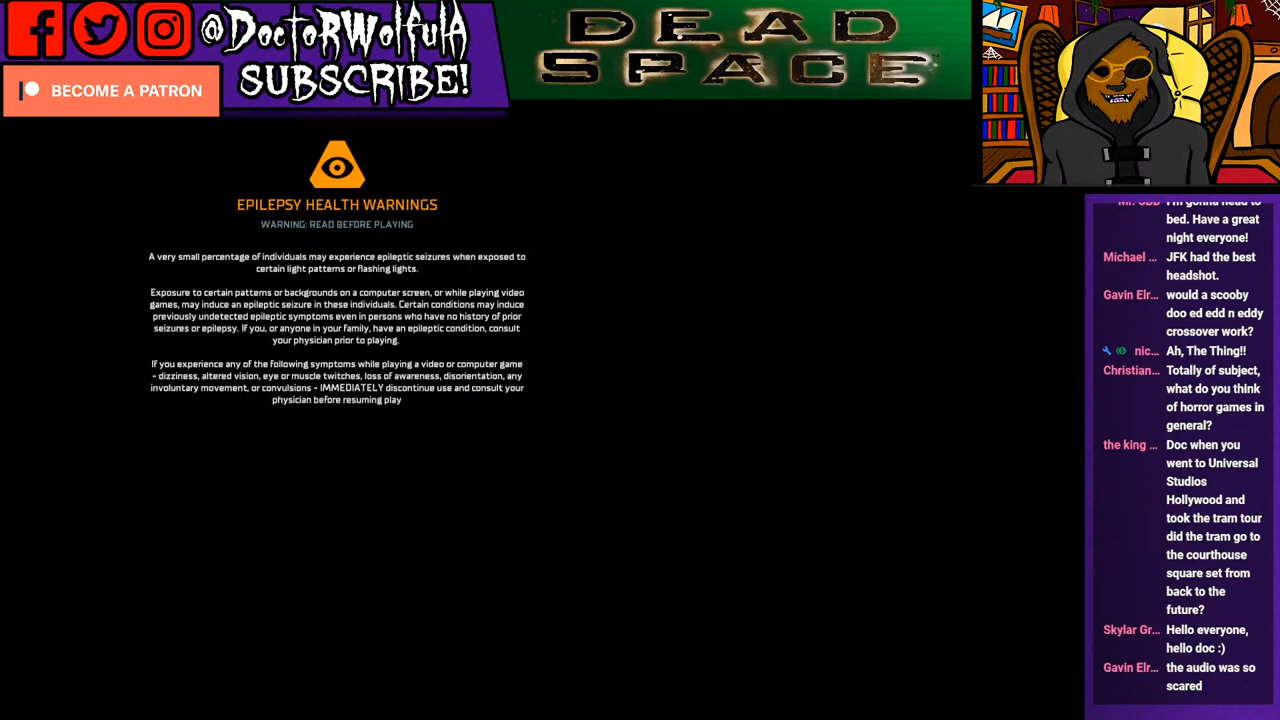 @DoctoRWolfulA
SUBSCRIBE!
BECOME A PATRON
DEAD
SPACE
EPILEPSY HEALTH WARNINGS
WARNING: READ BEFORE PLAYING
A very small percentage of individuals may experience epileptic seizures when exposed to
certain light patterns or flashing lights.
Exposure to certain patterns or backgrounds on a computer screen, or while playing video
games, may induce an epileptic seizure in these individuals. Certain conditions may induce
previously undetected epileptic symptoms even in persons who have no history of prior
seizures or epilepsy. If you, or anyone in your family, have an epileptic condition, consult
your physician prior to playing.
If you experience any of the following symptoms while playing a video or computer game
- dizziness, altered vision, eye or muscle twitches, loss of awareness, disorientation, any
involuntary movement, or convulsions - IMMEDIATELY discontinue use and consult your
physician before resuming play
I'm gonna head to
bed. Have a great
night everyone!
Michael ... JFK had the best
headshot.
Gavin Elr... would a scooby
doo ed edd n eddy
crossover work?
nic... Ah, The Thing!!
Christian... Totally of subject,
what do you think
of horror games in
general?
the king ... Doc when you
went to Universal
Studios
Hollywood and
took the tram tour
did the tram go to
the courthouse
square set from
back to the
future?
Skylar Gr... Hello everyone,
hello doc :)
Gavin Elr... the audio was so
scared